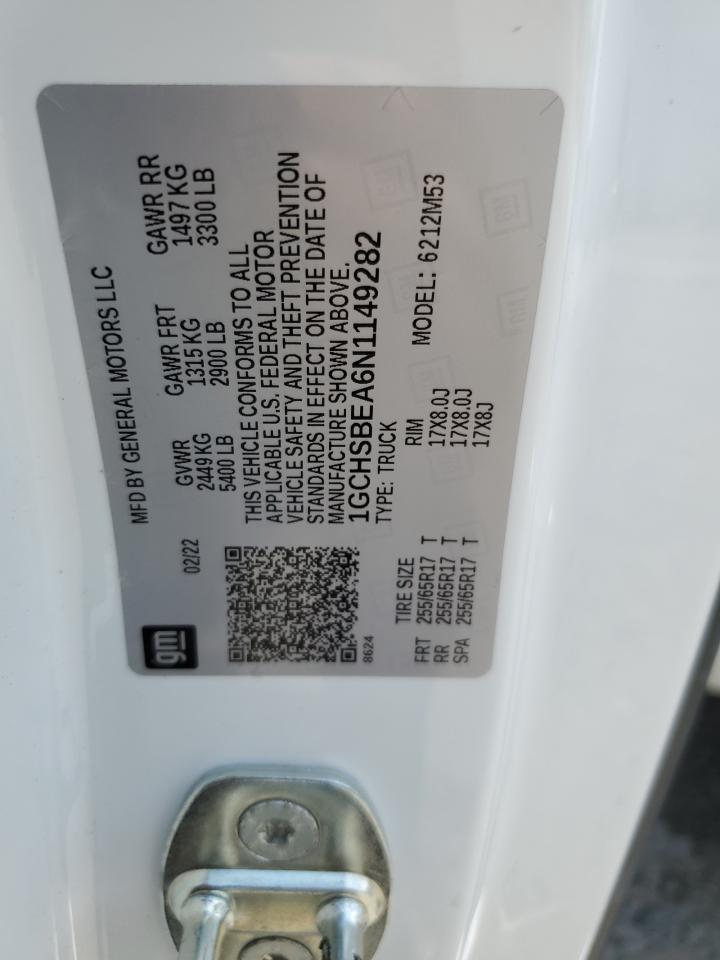 gm
MFD BY GENERAL MOTORS LLC
02/22
GVWR GAWR FRT GAWR RR
2449 KG 1315 KG 1497 KG
5400 LB 2900 LB 3300 LB
THIS VEHICLE CONFORMS TO ALL
APPLICABLE U.S. FEDERAL MOTOR
VEHICLE SAFETY AND THEFT PREVENTION
STANDARDS IN EFFECT ON THE DATE OF
MANUFACTURE SHOWN ABOVE.
1GCHSBEA6N1149282
TYPE: TRUCK
8624
MODEL: 6212M53
TIRE SIZE RIM
FRT 255/65R17 T 17X8.0J
RR 255/65R17 T 17X8.0J
SPA 255/65R17 T 17X8J